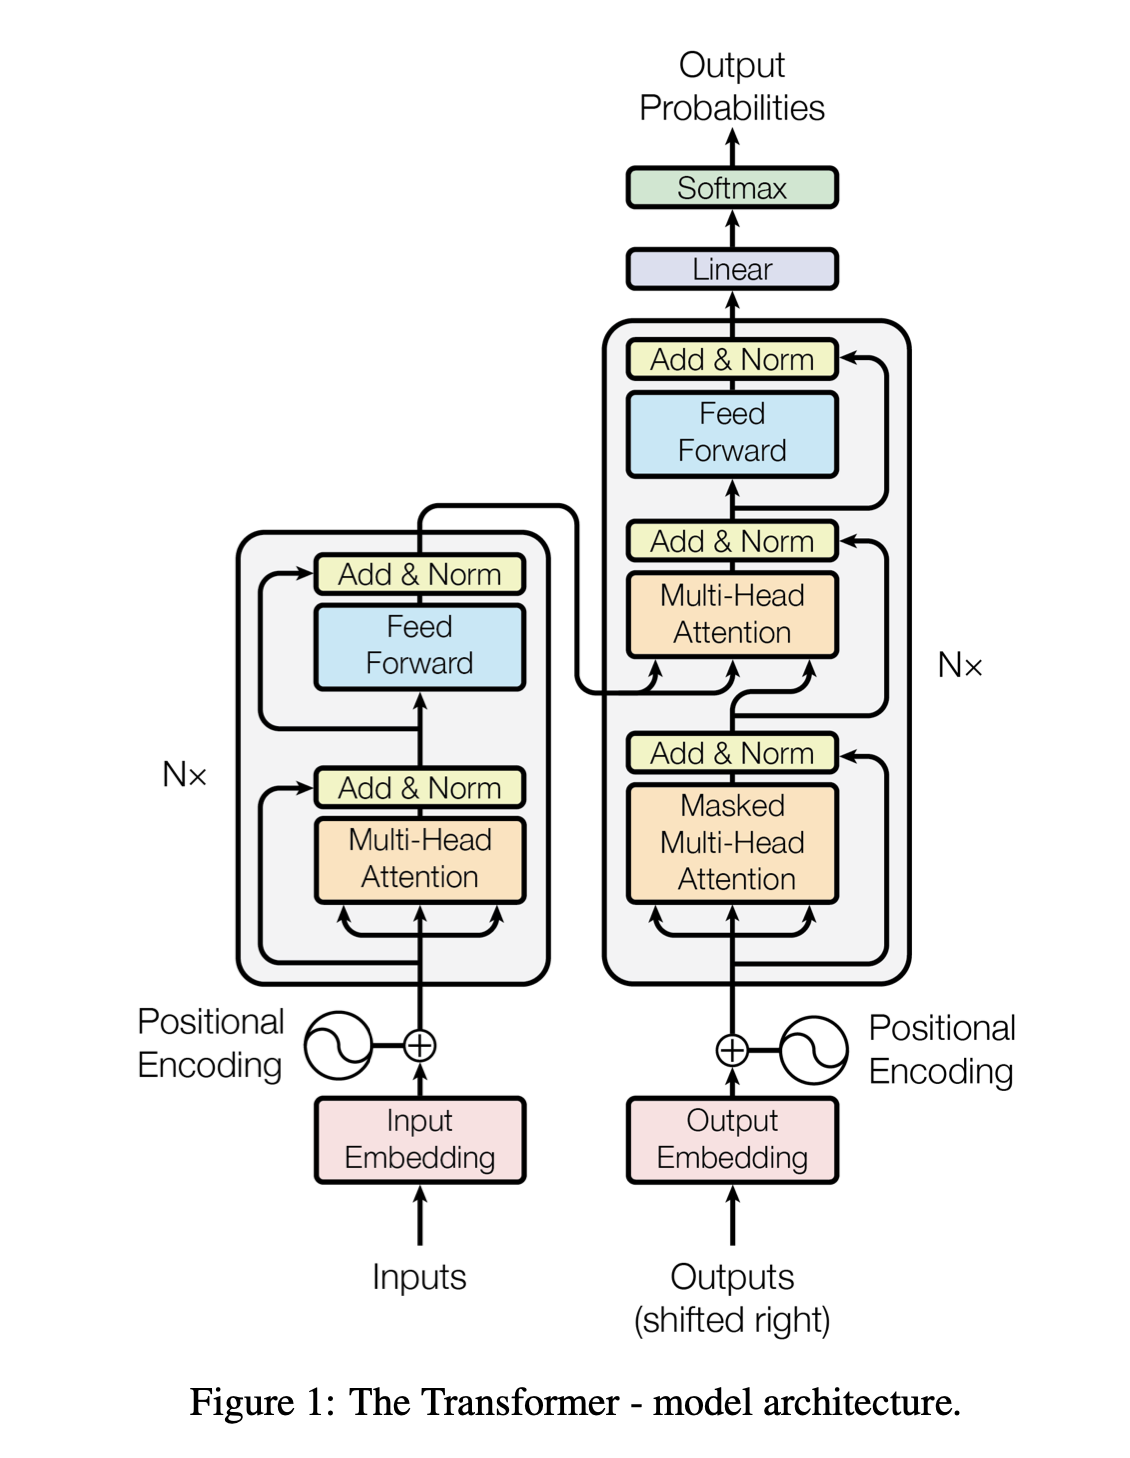 Output
Probabilities
Softmax
Linear
Add & Norm
Feed
Forward
Add & Norm
Multi-Head
Attention
Nx
Add & Norm
Masked
Multi-Head
Attention
Add & Norm
Feed
Forward
Nx
Add & Norm
Multi-Head
Attention
Positional
Encoding
Positional
Encoding
Input
Embedding
Output
Embedding
Inputs
Outputs
(shifted right)
Figure 1: The Transformer - model architecture.